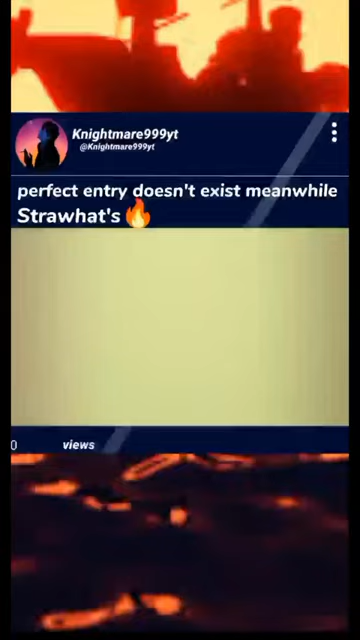 Knightmare999yt
@Knightmare999yt
perfect entry doesn't exist meanwhile
Strawhat's🔥
0 views